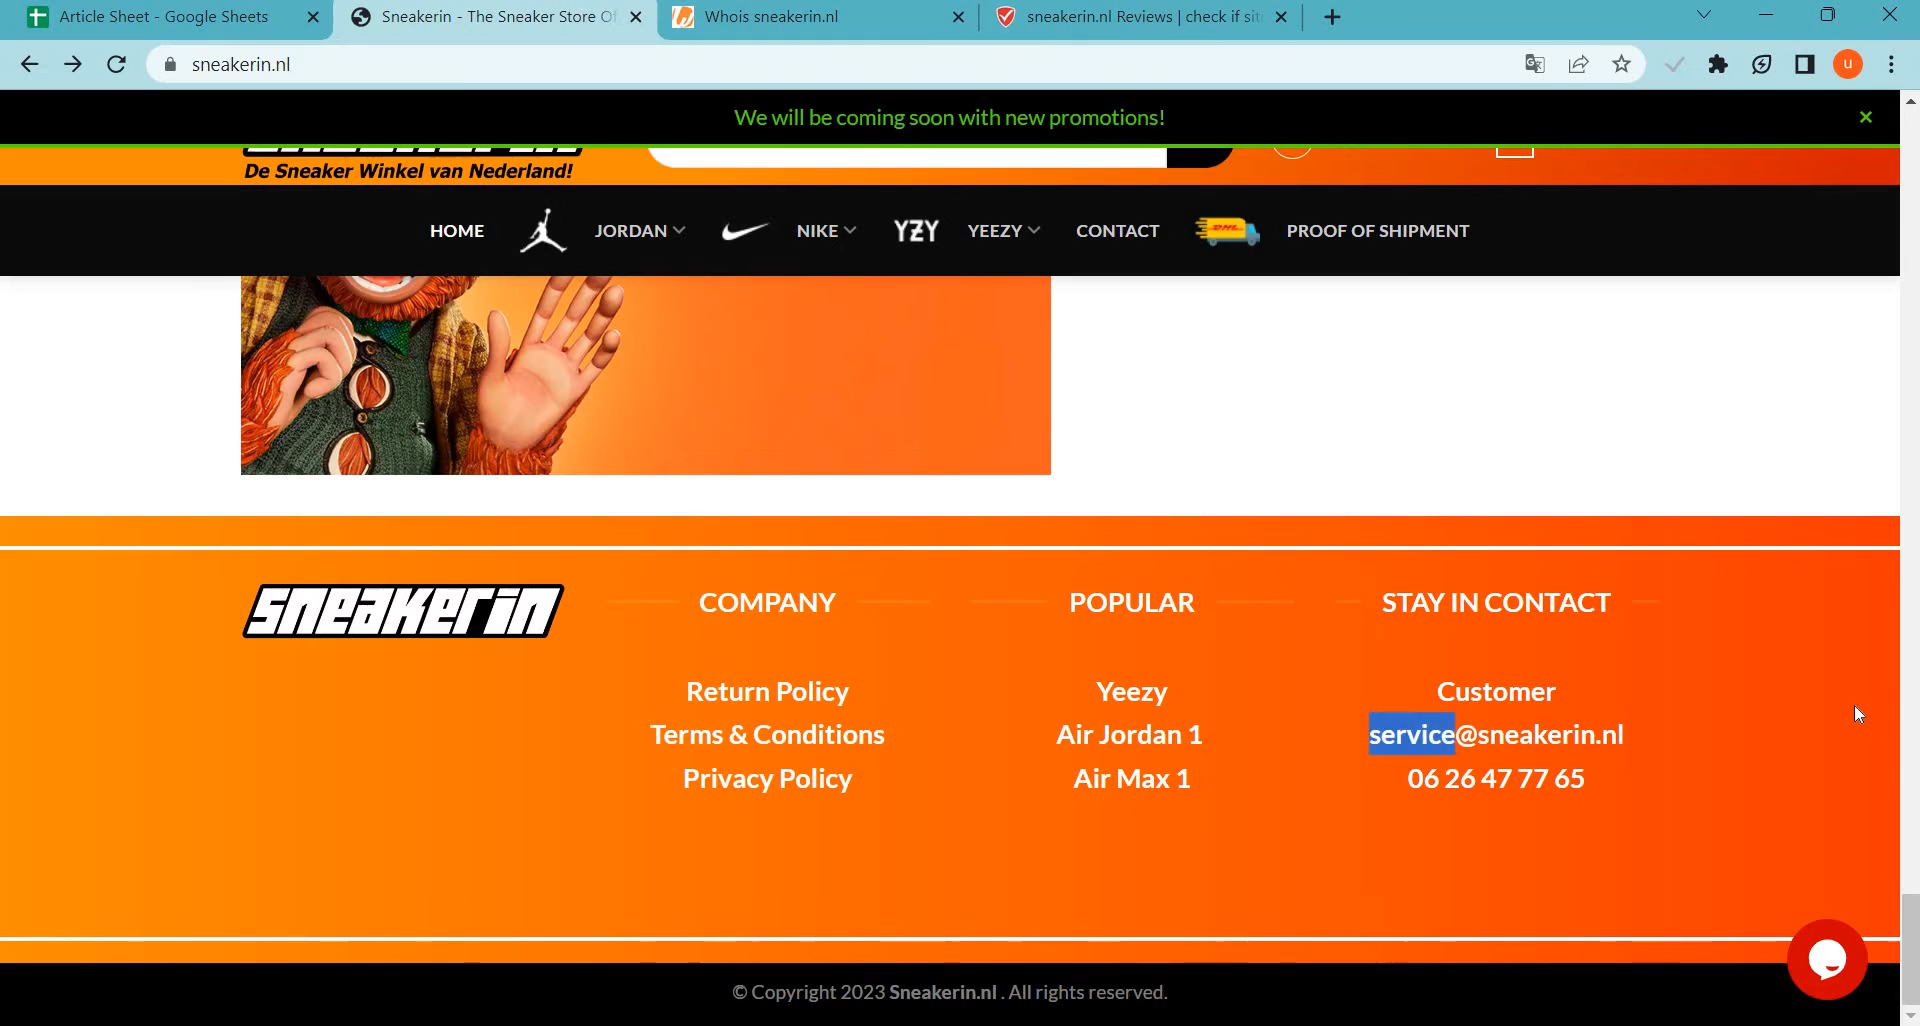 Article Sheet - Google Sheets
Sneakerin - The Sneaker Store Of
Whois sneakerin.nl
sneakerin.nl Reviews | check if sit
sneakerin.nl
u
We will be coming soon with new promotions!
De Sneaker Winkel van Nederland!
HOME
JORDAN
NIKE
YZY
YEEZY
CONTACT
DHL
PROOF OF SHIPMENT
sneakerin
COMPANY
Return Policy
Terms & Conditions
Privacy Policy
POPULAR
Yeezy
Air Jordan 1
Air Max 1
STAY IN CONTACT
Customer
service@sneakerin.nl
06 26 47 77 65
© Copyright 2023 Sneakerin.nl . All rights reserved.